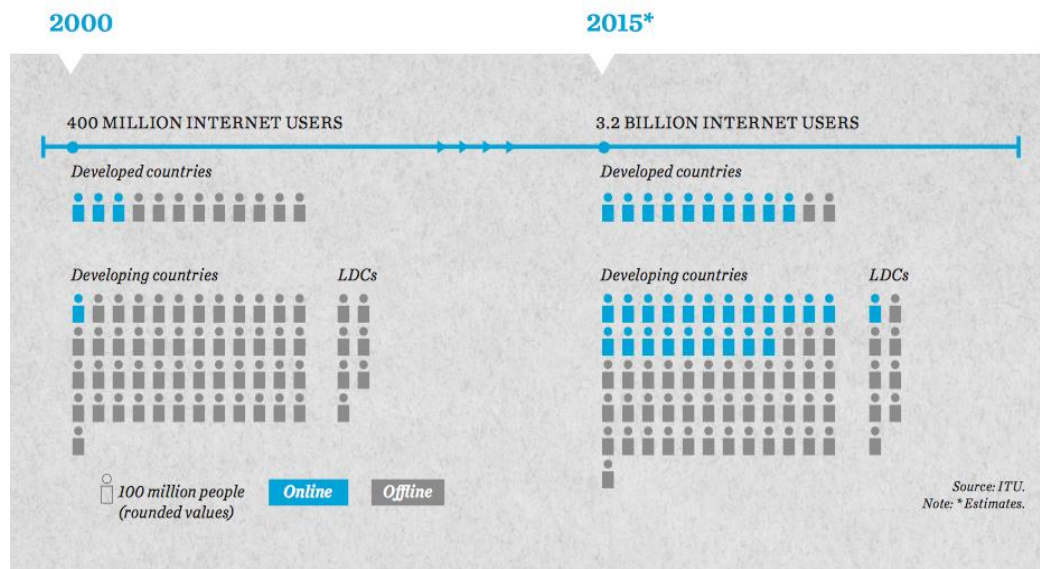 2000
2015*
400 MILLION INTERNET USERS
3.2 BILLION INTERNET USERS
Developed countries
Developed countries
Developing countries
LDCs
Developing countries
LDCs
100 million people
(rounded values)
Online
Offline
Source: ITU.
Note: * Estimates.